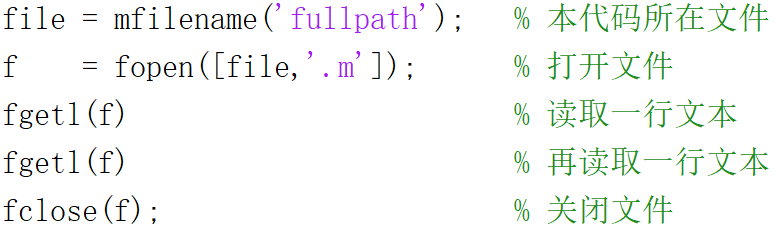 file = mfilename('fullpath');   % 本代码所在文件
f    = fopen([file,'.m']);      % 打开文件
fgetl(f)                        % 读取一行文本
fgetl(f)                        % 再读取一行文本
fclose(f);                      % 关闭文件